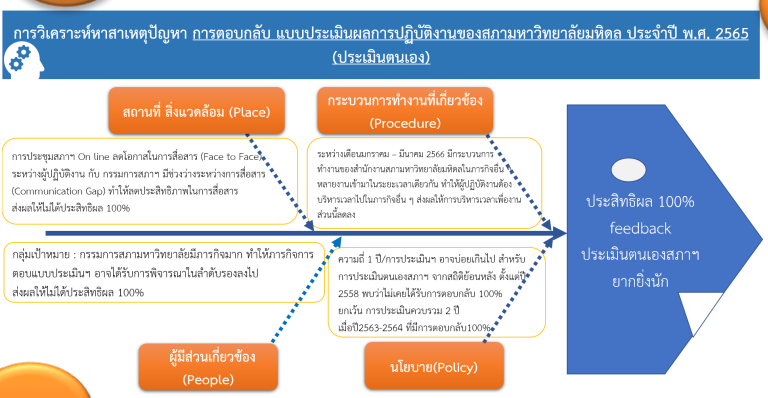 การวิเคราะห์หาสาเหตุปัญหา การตอบกลับ แบบประเมินผลการปฏิบัติงานของสภามหาวิทยาลัยมหิดล ประจำปี พ.ศ. 2565
(ประเมินตนเอง)
สถานที่ สิ่งแวดล้อม (Place)
กระบวนการทำงานที่เกี่ยวข้อง
(Procedure)
การประชุมสภาฯ On line ลดโอกาสในการสื่อสาร (Face to Face)
ระหว่างผู้ปฏิบัติงาน กับ กรรมการสภาฯ มีช่วงว่างระหว่างการสื่อสาร
(Communication Gap) ทำให้ลดประสิทธิภาพในการสื่อสาร
ส่งผลให้ไม่ได้ประสิทธิผล 100%
ระหว่างเดือนมกราคม – มีนาคม 2566 มีกระบวนการ
ทำงานของสำนักงานสภามหาวิทยาลัยมหิดลในภารกิจอื่น ๆ
หลายงานเข้ามาในระยะเวลาเดียวกัน ทำให้ผู้ปฏิบัติงานต้อง
บริหารเวลาไปในภารกิจอื่น ๆ ส่งผลให้การบริหารเวลาเพื่องาน
ส่วนนี้ลดลง
ประสิทธิผล 100%
feedback
ประเมินตนเองสภาฯ
ยากยิ่งนัก
กลุ่มเป้าหมาย : กรรมการสภามหาวิทยาลัยมีภารกิจมาก ทำให้ภารกิจการ
ตอบแบบประเมินฯ อาจได้รับการพิจารณาในลำดับรองลงไป
ส่งผลให้ไม่ได้ประสิทธิผล 100%
ความถี่ 1 ปี/การประเมินฯ อาจบ่อยเกินไป สำหรับ
การประเมินตนเองสภาฯ จากสถิติย้อนหลัง ตั้งแต่ปี
2558 พบว่าไม่เคยได้รับการตอบกลับ 100%
ยกเว้น การประเมินควบรวม 2 ปี
เมื่อปี2563-2564 ที่มีการตอบกลับ100%
ผู้มีส่วนเกี่ยวข้อง
(People)
นโยบาย(Policy)